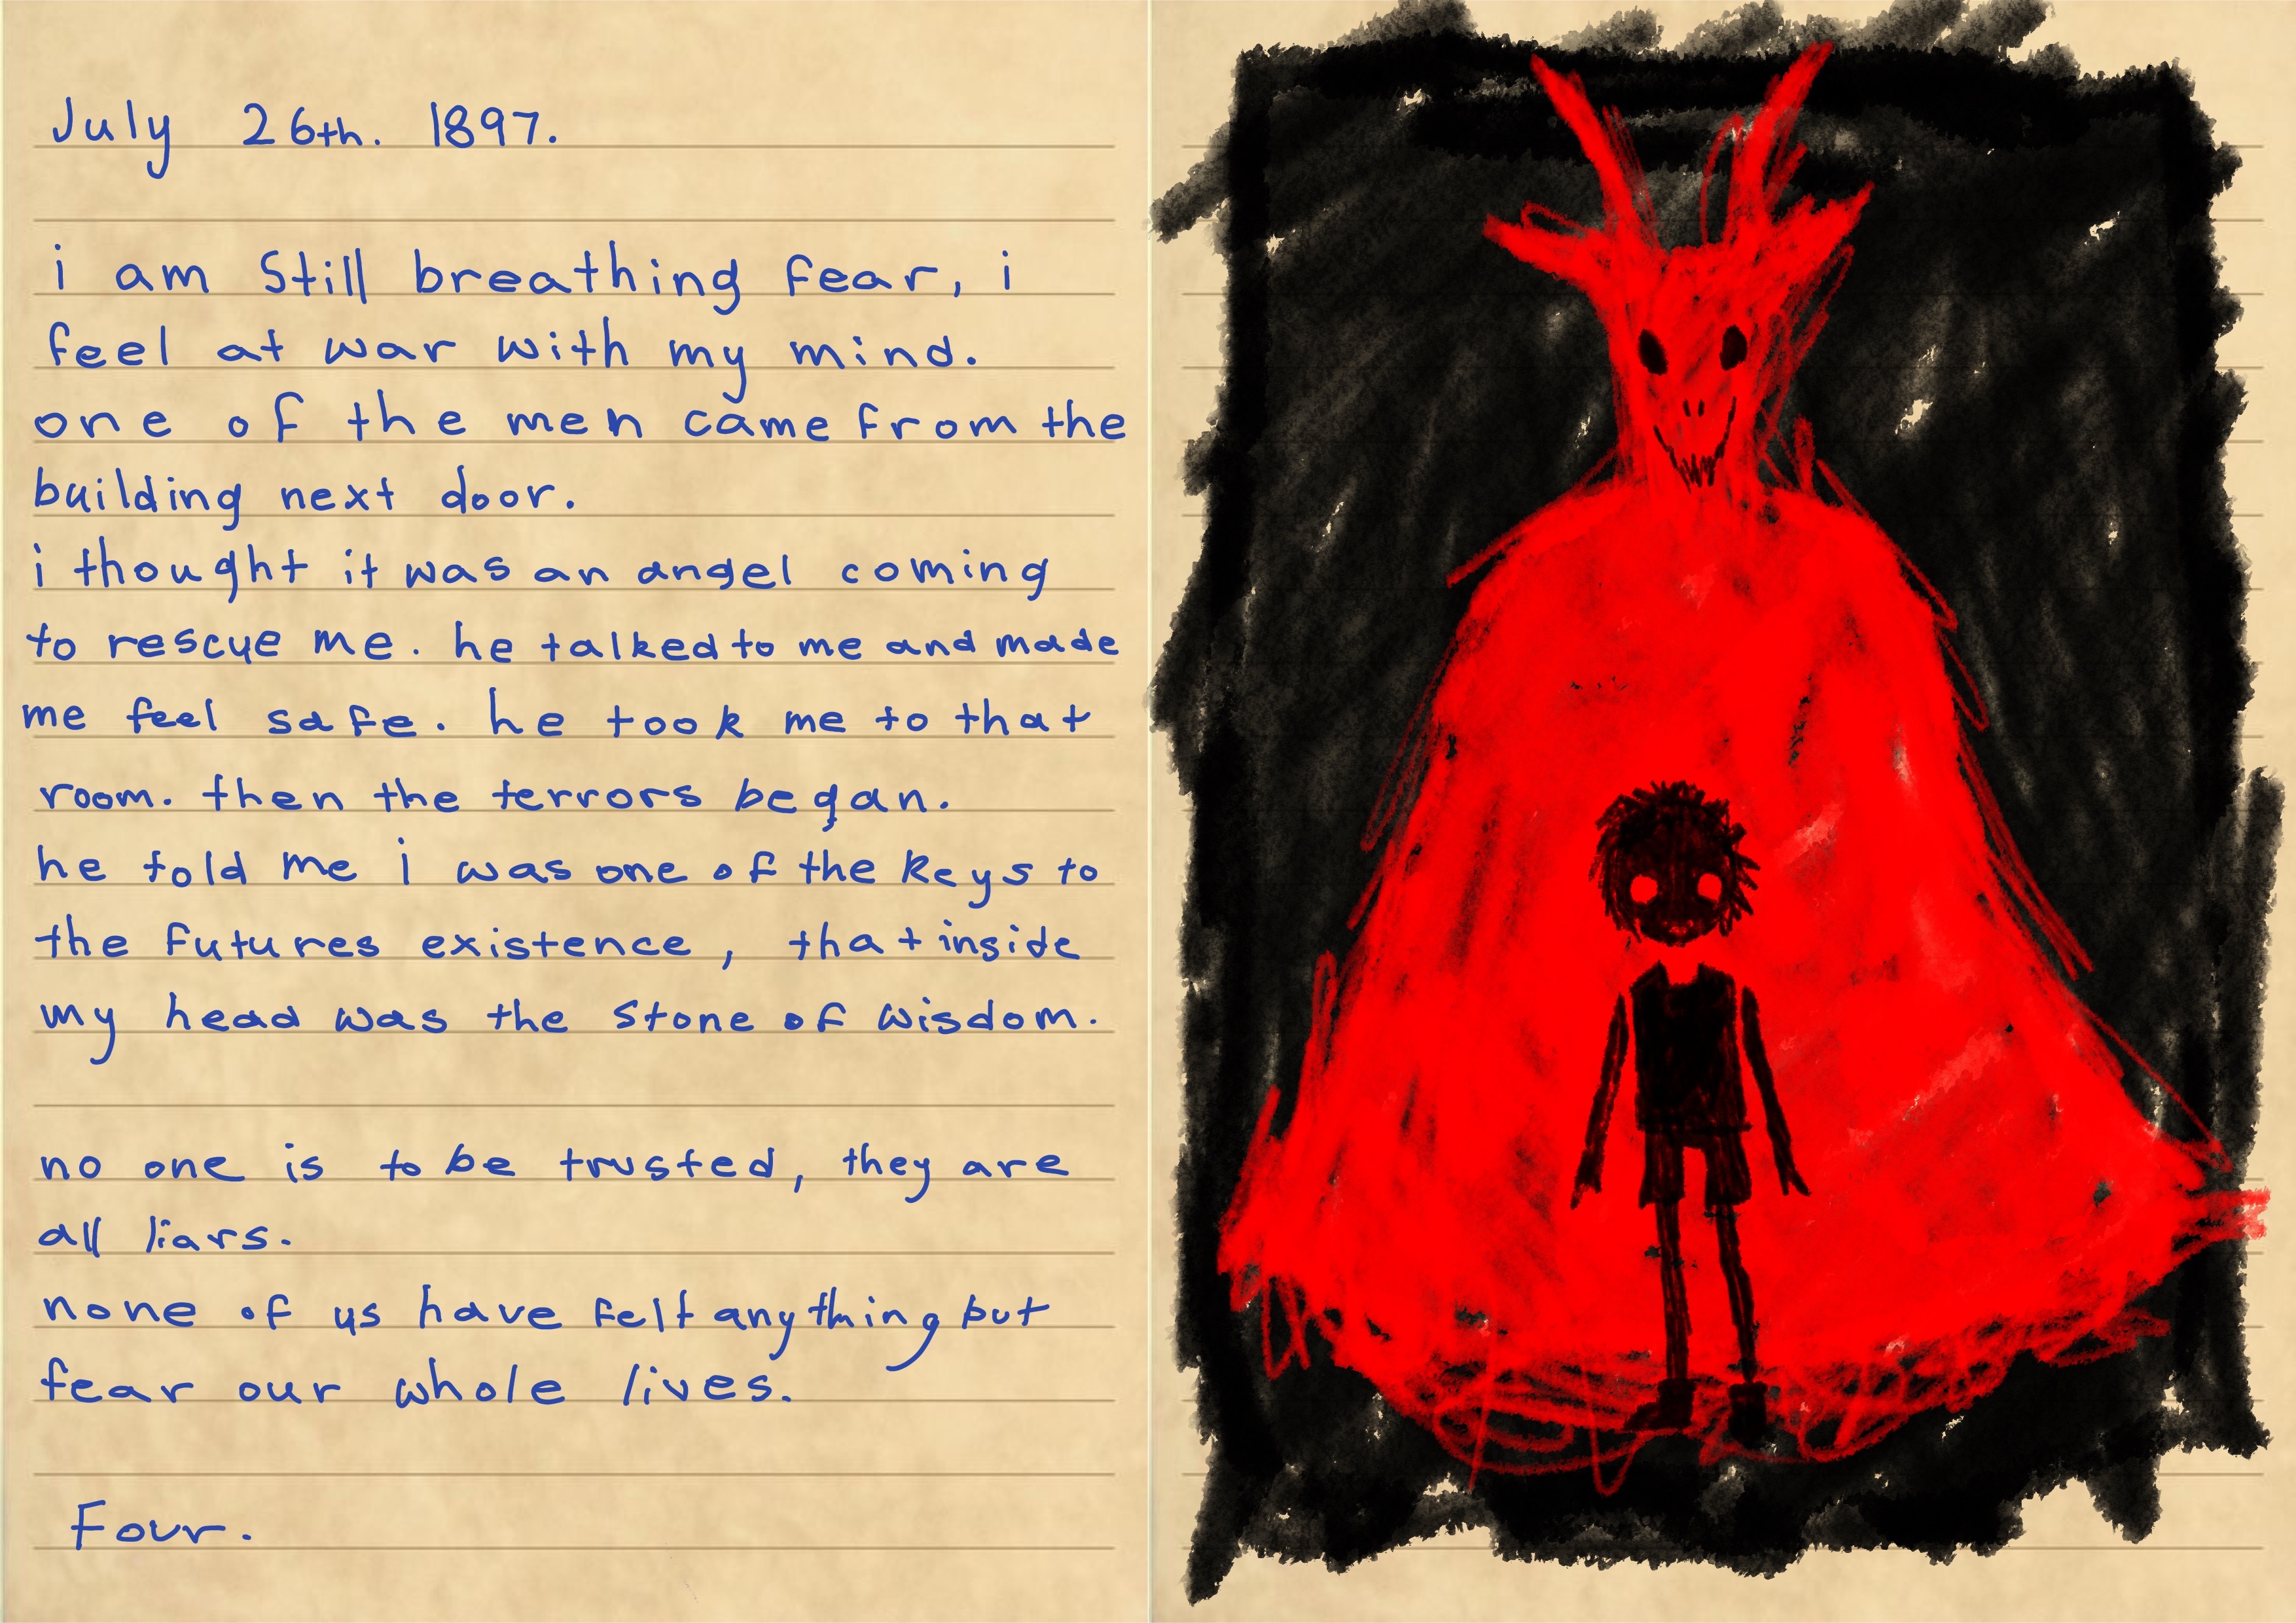 July 26th. 1897.
i am Still breathing fear, i
feel at war with my mind.
one of the men came from the
building next door.
i thought it was an angel coming
to rescue me. he talked to me and made
me feel safe. he took me to that
room. then the terrors began.
he told me i was one of the keys to
the futures existence, that inside
my head was the stone of wisdom.
no one is to be trusted, they are
all liars.
none of us have felt anything but
fear our whole lives.
Four.